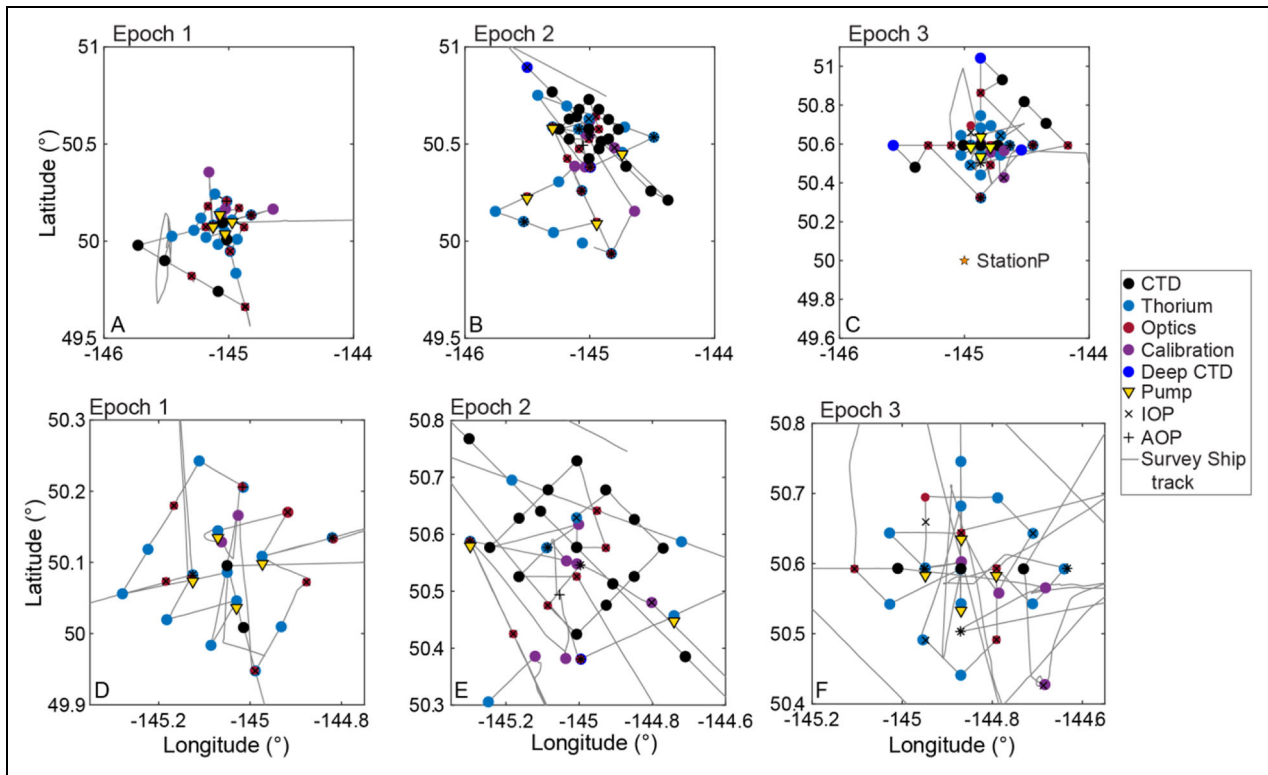 Epoch 1
Epoch 2
Epoch 3
51
50.5
50
49.5
Latitude (°)
A
-146
-145
-144
51
50.5
50
49.5
B
-146
-145
-144
51
50.8
50.6
50.4
50.2
50
49.8
49.6
StationP
C
-146
-145
-144
CTD
Thorium
Optics
Calibration
Deep CTD
Pump
IOP
AOP
Survey Ship
track
Epoch 1
Epoch 2
Epoch 3
50.3
50.2
50.1
50
49.9
Latitude (°)
D
-145.2
-145
-144.8
Longitude (°)
50.8
50.7
50.6
50.5
50.4
50.3
E
-145.2
-145
-144.8
-144.6
Longitude (°)
50.8
50.7
50.6
50.5
50.4
F
-145.2
-145
-144.8
-144.6
Longitude (°)